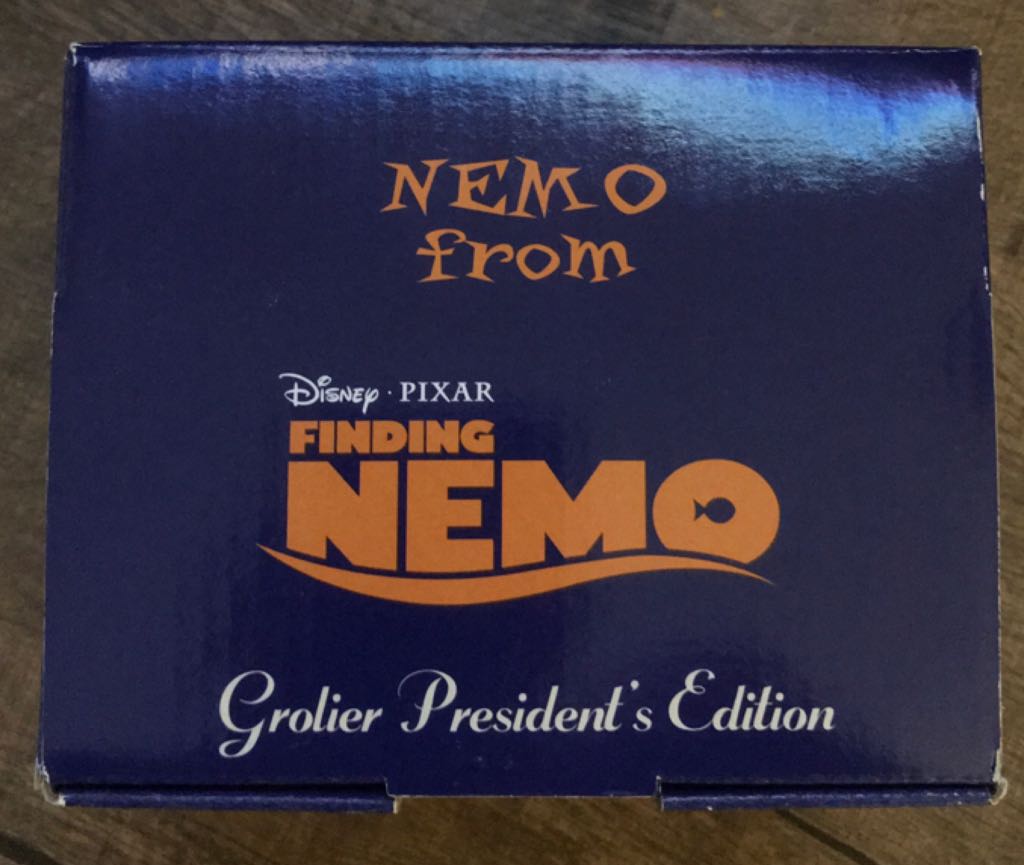 NEMO
from
Disney · PIXAR
FINDING
NEMO
Grolier President's Edition